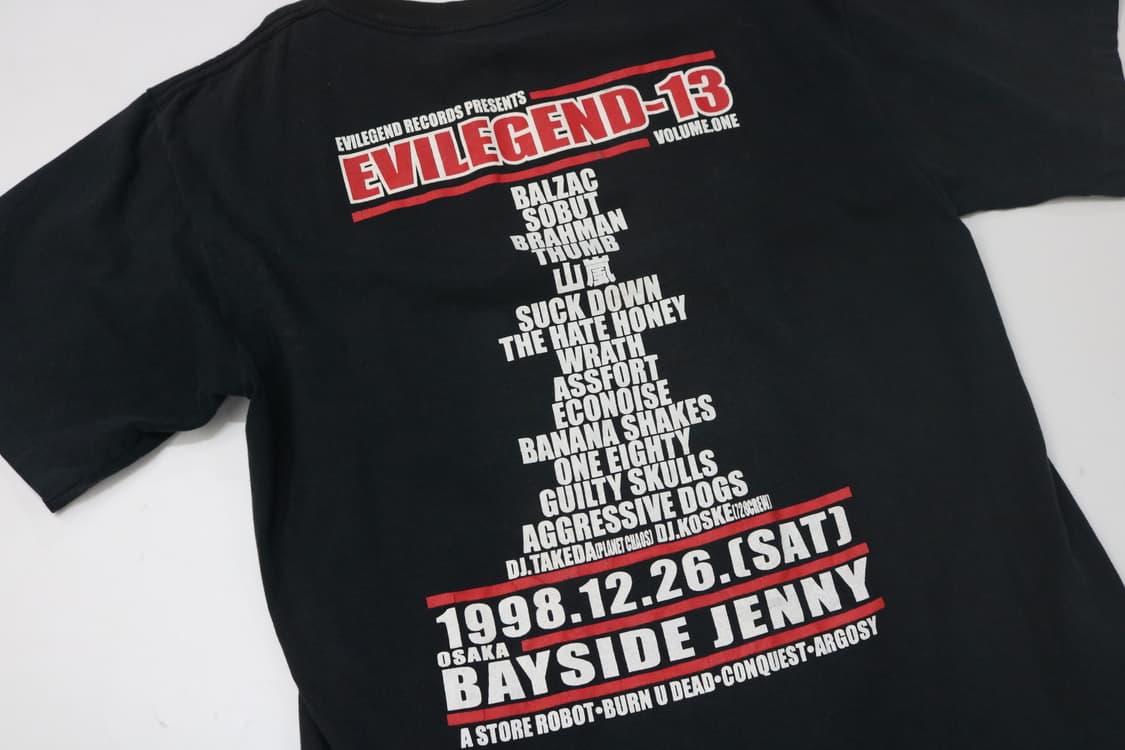 EVILEGEND RECORDS PRESENTS
EVILEGEND-13
VOLUME.ONE
BALZAC
SOBUT
BRAHMAN
THUMB
山嵐
SUCK DOWN
THE HATE HONEY
WRATH
ASSFORT
ECONOISE
BANANA SHAKES
ONE EIGHTY
GUILTY SKULLS
AGGRESSIVE DOGS
DJ.TAKEDA(PLANET CHAOS) DJ.KOSKE(72.8CREW)
1998.12.26.(SAT)
OSAKA
BAYSIDE JENNY
A STORE ROBOT•BURN U DEAD•CONQUEST•ARGOSY